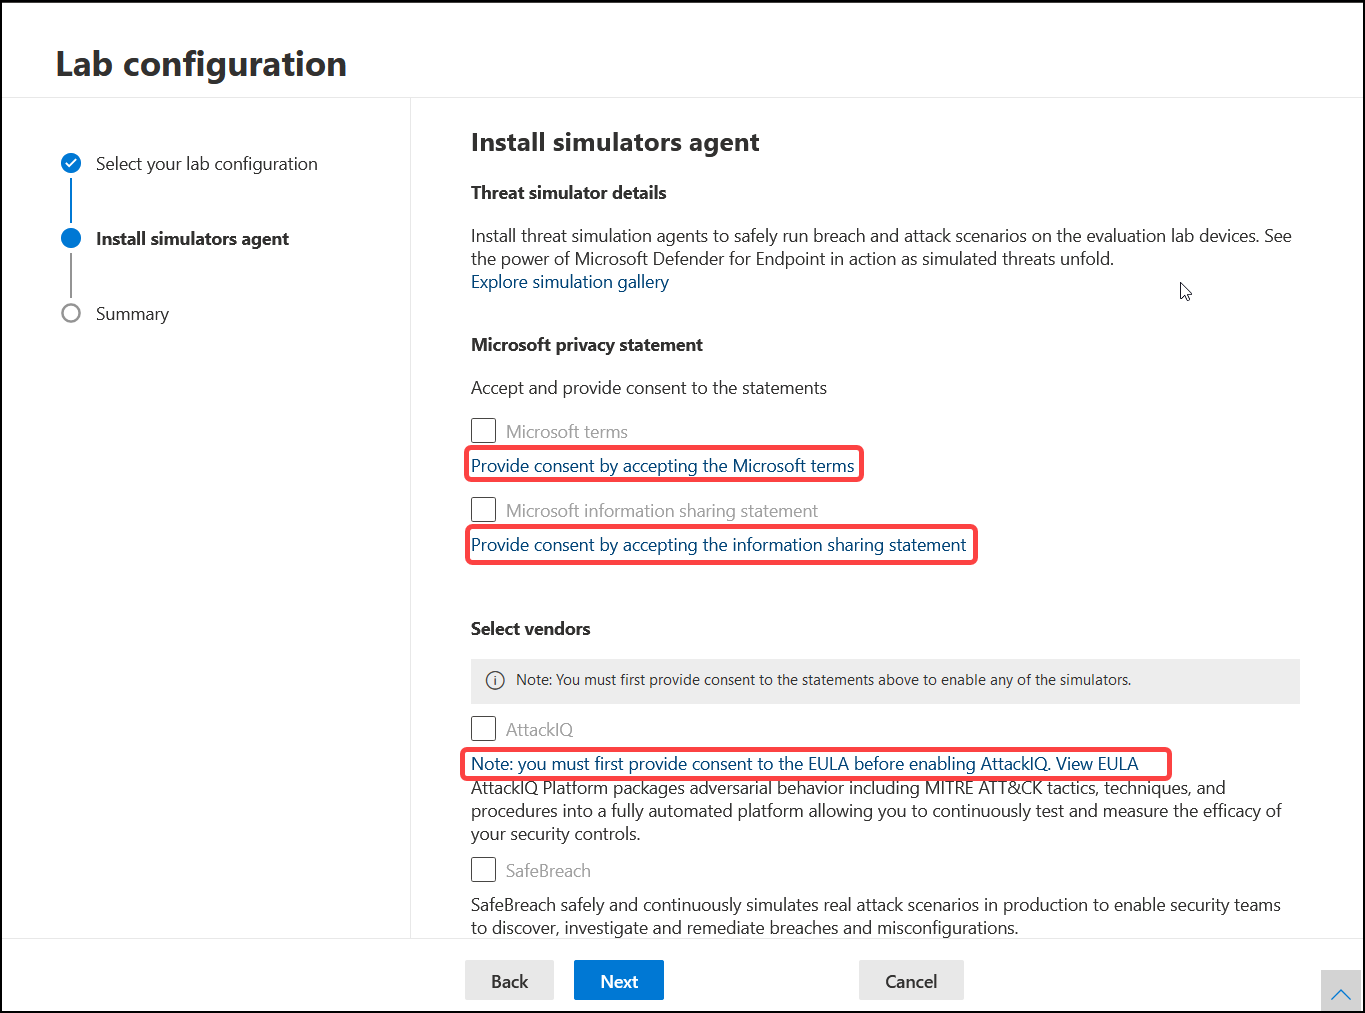 Lab configuration
Select your lab configuration
Install simulators agent
Summary
Install simulators agent
Threat simulator details
Install threat simulation agents to safely run breach and attack scenarios on the evaluation lab devices. See
the power of Microsoft Defender for Endpoint in action as simulated threats unfold.
Explore simulation gallery
Microsoft privacy statement
Accept and provide consent to the statements
Microsoft terms
Provide consent by accepting the Microsoft terms
Microsoft information sharing statement
Provide consent by accepting the information sharing statement
Select vendors
Note: You must first provide consent to the statements above to enable any of the simulators.
AttackIQ
Note: you must first provide consent to the EULA before enabling AttackIQ. View EULA
AttackIQ Platform packages adversarial behavior including MITRE ATT&CK tactics, techniques, and
procedures into a fully automated platform allowing you to continuously test and measure the efficacy of
your security controls.
SafeBreach
SafeBreach safely and continuously simulates real attack scenarios in production to enable security teams
to discover, investigate and remediate breaches and misconfigurations.
Back
Next
Cancel